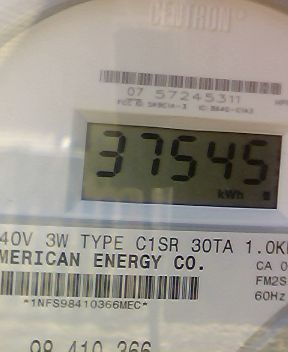 CENTRON®
07 57245311
37545
kWh
40V 3W TYPE C1SR 30TA 1.0K
MERICAN ENERGY CO.
CA 0
FM2S
60Hz
*1NFS98410366MEC*
98 410 366